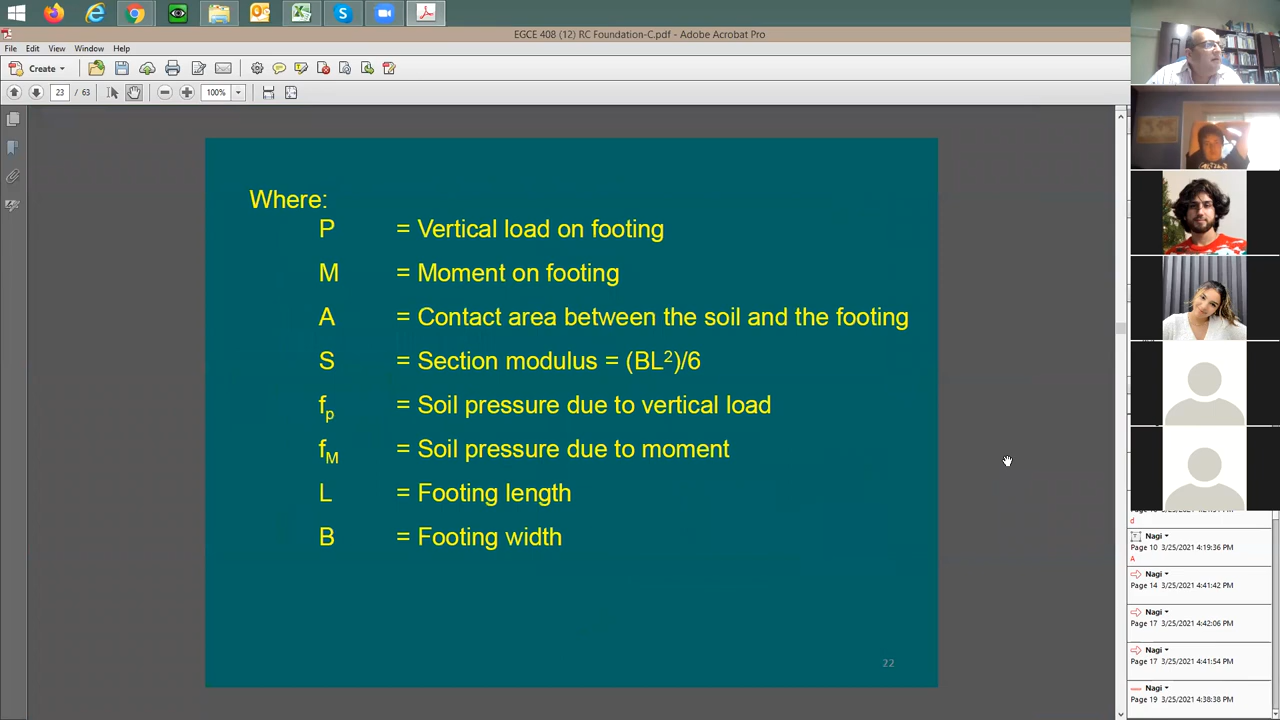 EGCE 408 (12) RC Foundation-C.pdf - Adobe Acrobat Pro
File Edit View Window Help
Create
23 / 63 100%
Where:
P = Vertical load on footing
M = Moment on footing
A = Contact area between the soil and the footing
S = Section modulus = (BL²)/6
fp = Soil pressure due to vertical load
fM = Soil pressure due to moment
L = Footing length
B = Footing width
22
d
Nagi
Page 10 3/25/2021 4:19:36 PM
A
Nagi
Page 14 3/25/2021 4:41:42 PM
Nagi
Page 17 3/25/2021 4:42:06 PM
Nagi
Page 17 3/25/2021 4:41:54 PM
Nagi
Page 19 3/25/2021 4:38:38 PM